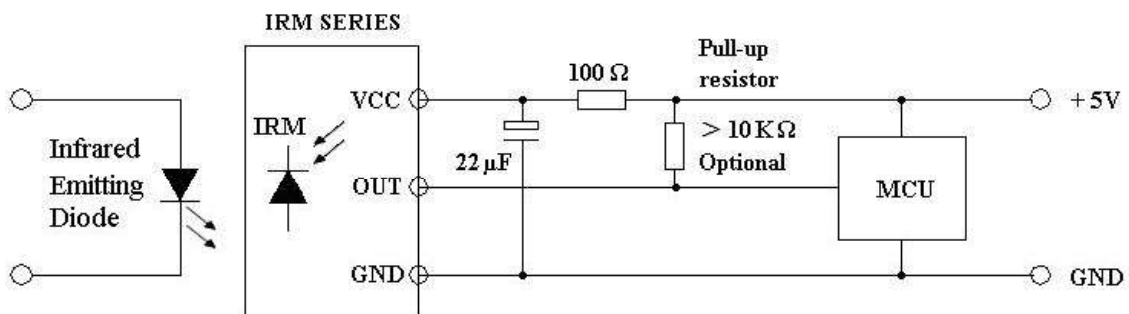 IRM SERIES
Pull-up
resistor
100 Ω
VCC
+ 5V
IRM
> 10 K Ω
Optional
22 µF
Infrared
Emitting
Diode
OUT
MCU
GND
GND